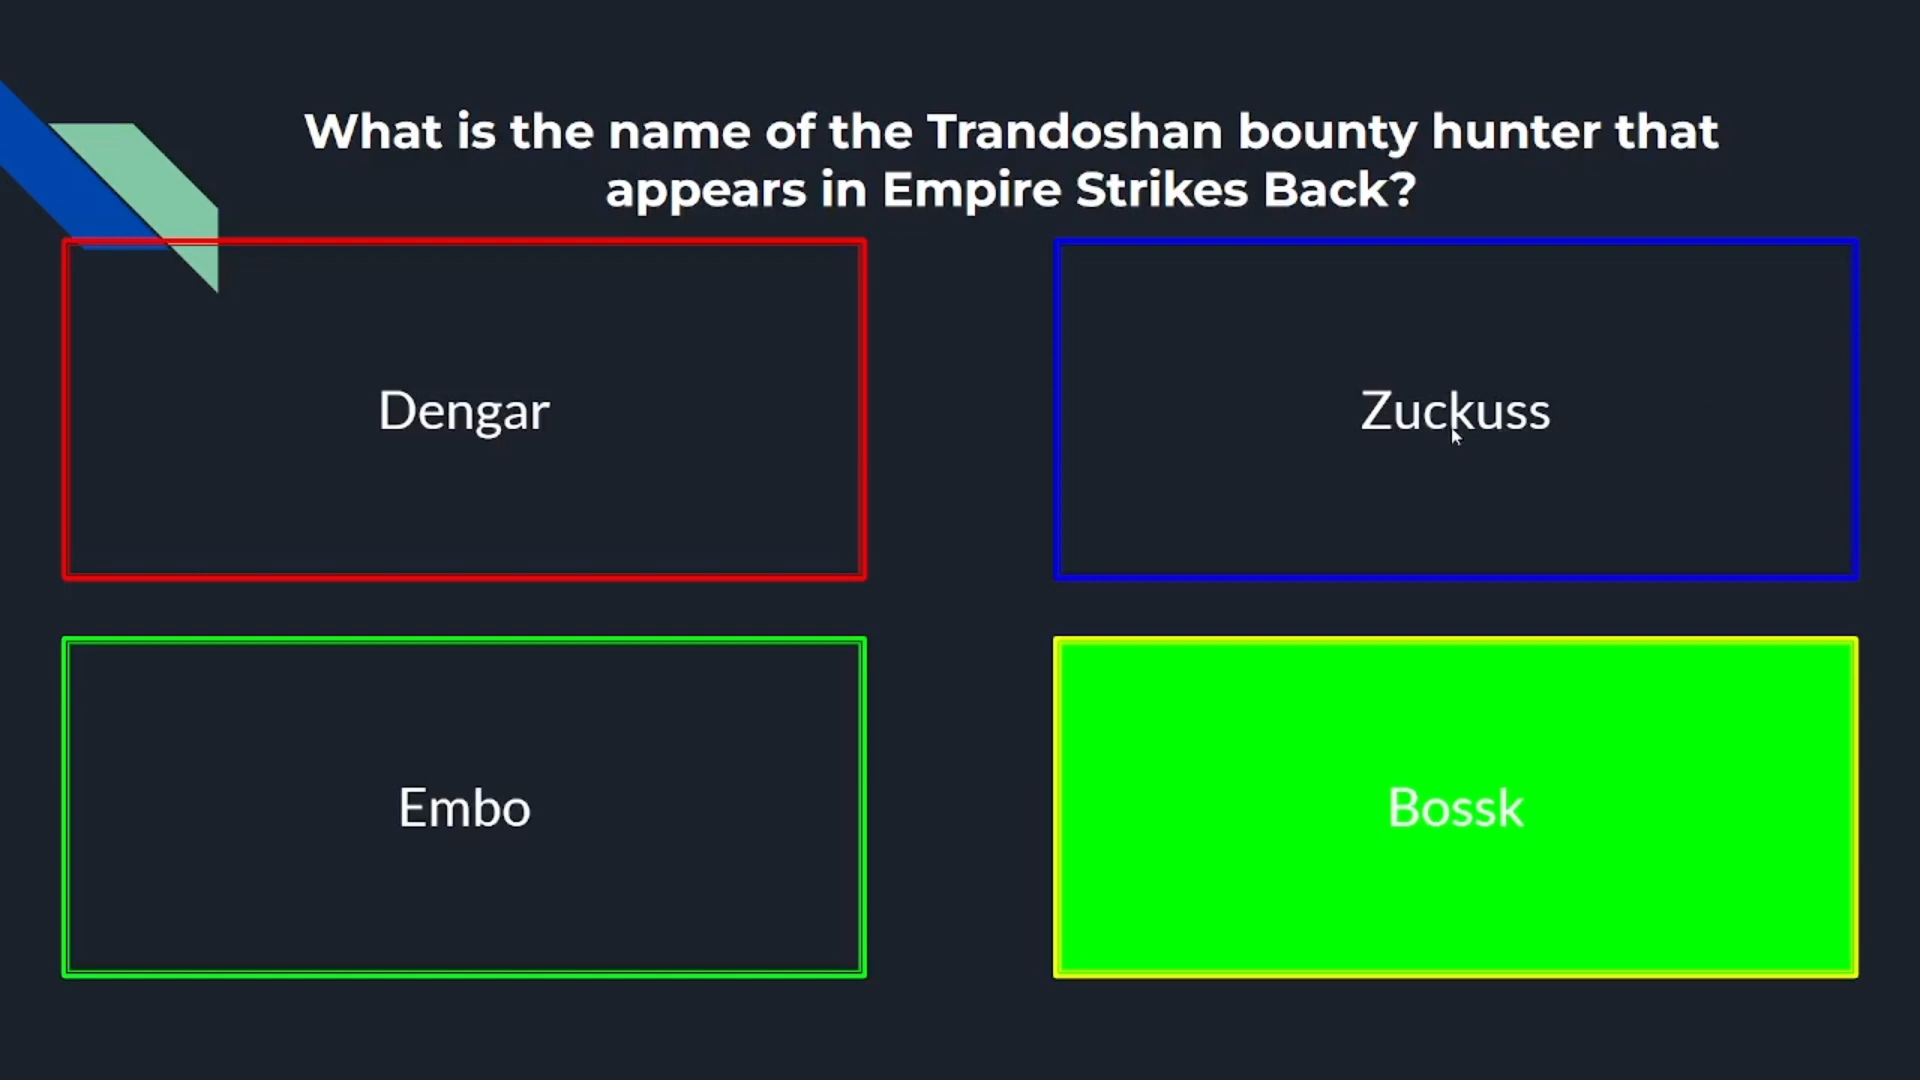 What is the name of the Trandoshan bounty hunter that
appears in Empire Strikes Back?
Dengar
Zuckuss
Embo
Bossk